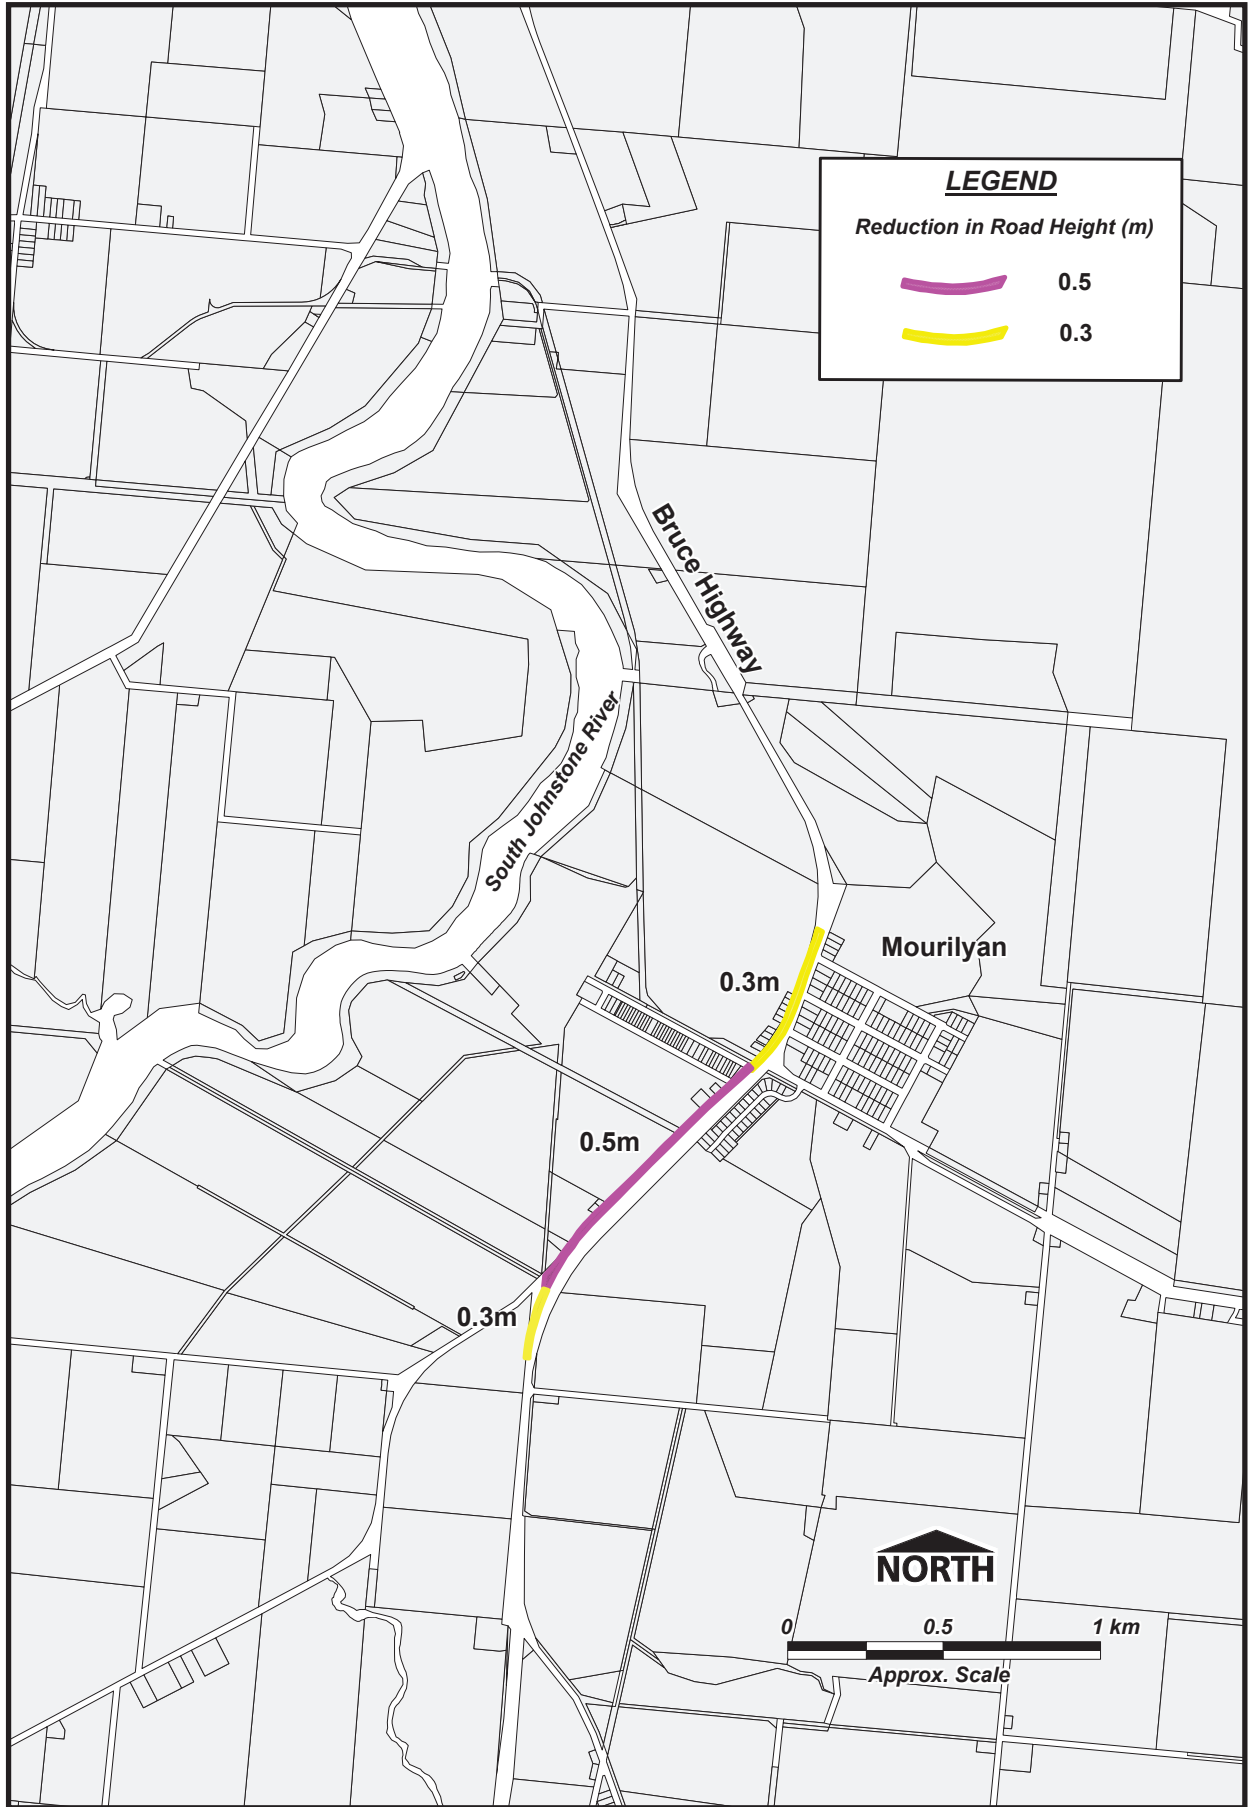 LEGEND
Reduction in Road Height (m)
0.5
0.3
Bruce Highway
South Johnstone River
Mourilyan
0.3m
0.5m
0.3m
NORTH
0 0.5 1 km
Approx. Scale